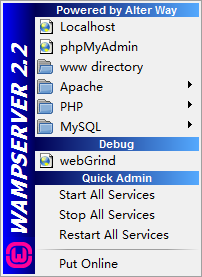 WAMPSERVER 2.2
Powered by Alter Way
Localhost
phpMyAdmin
www directory
Apache
PHP
MySQL
Debug
webGrind
Quick Admin
Start All Services
Stop All Services
Restart All Services
Put Online